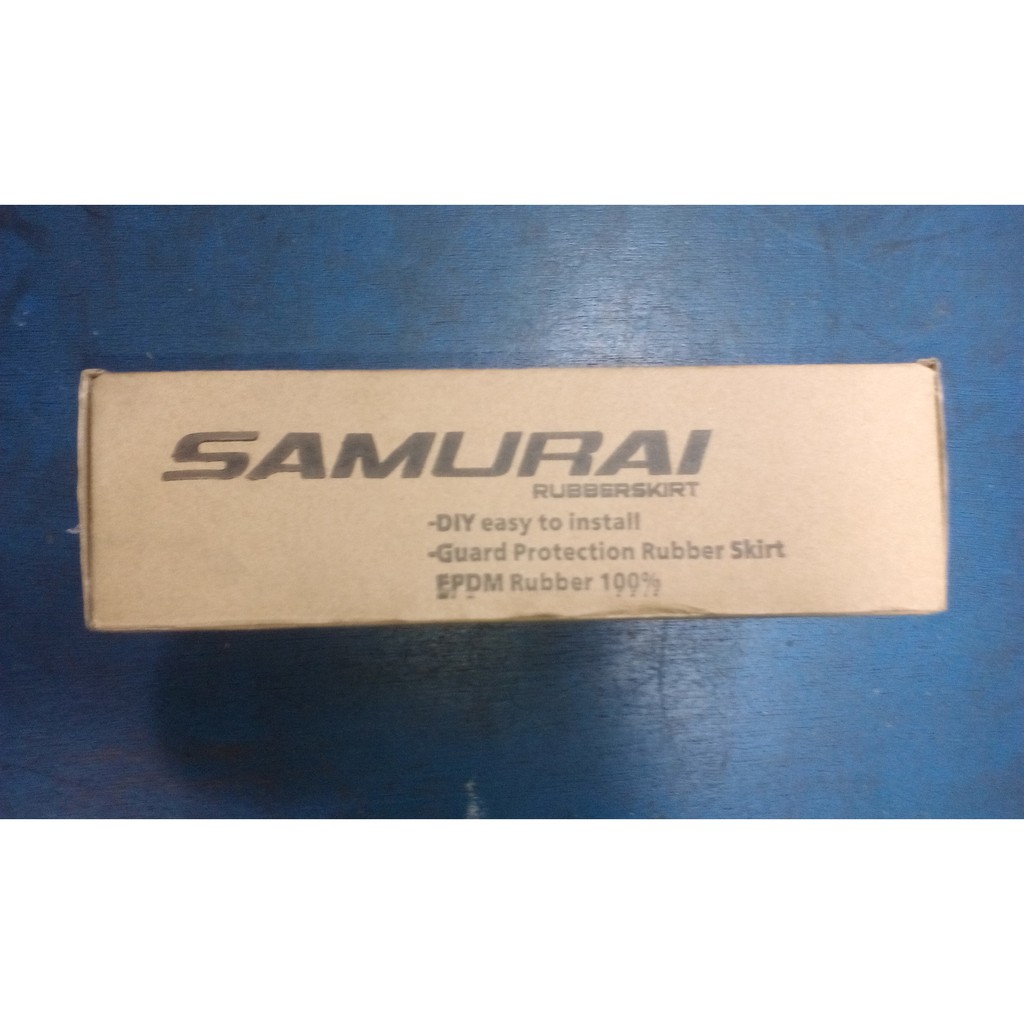 SAMURAI
RUBBERSKIRT
-DIY easy to install
-Guard Protection Rubber Skirt
EPDM Rubber 100%